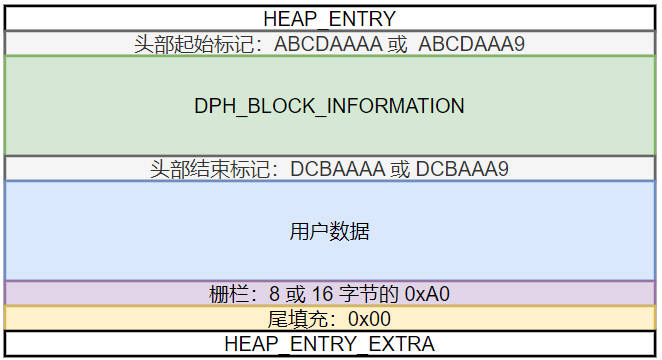 HEAP_ENTRY
头部起始标记：ABCDAAAA 或 ABCDAAA9
DPH_BLOCK_INFORMATION
头部结束标记：DCBAAAA 或 DCBAAA9
用户数据
栅栏：8 或 16 字节的 0xA0
尾填充：0x00
HEAP_ENTRY_EXTRA